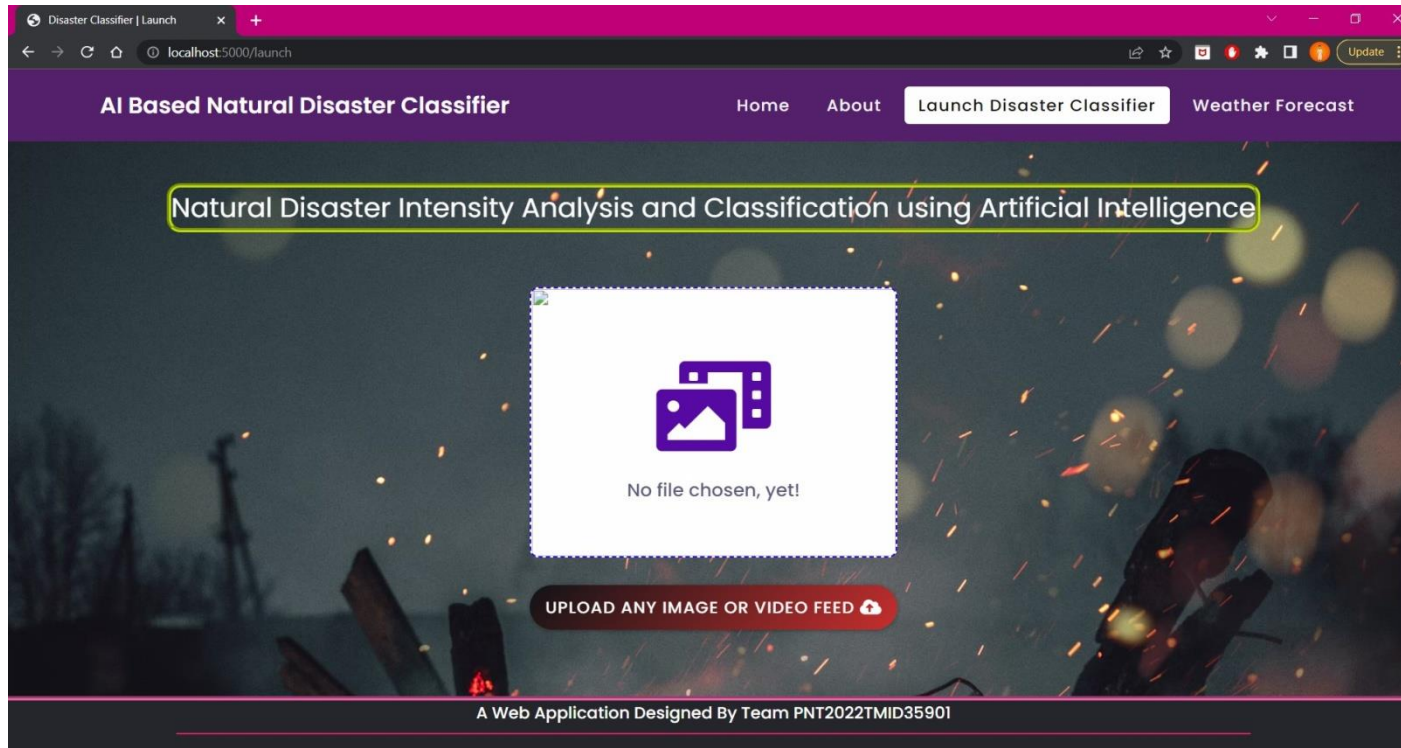 Disaster Classifier | Launch
localhost:5000/launch
Update
AI Based Natural Disaster Classifier
Home
About
Launch Disaster Classifier
Weather Forecast
Natural Disaster Intensity Analysis and Classification using Artificial Intelligence
No file chosen, yet!
UPLOAD ANY IMAGE OR VIDEO FEED
A Web Application Designed By Team PNT2022TMID35901